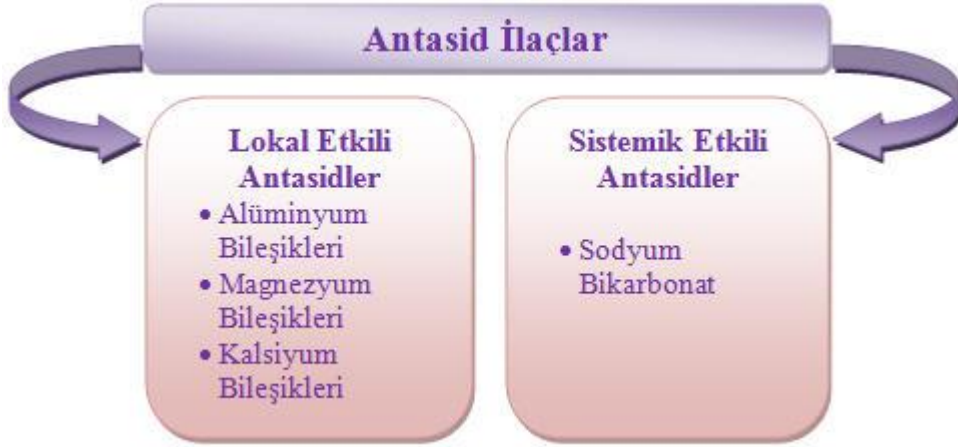 Antasid İlaçlar
Lokal Etkili
Antasidler
• Alüminyum
Bileşikleri
• Magnezyum
Bileşikleri
• Kalsiyum
Bileşikleri
Sistemik Etkili
Antasidler
• Sodyum
Bikarbonat